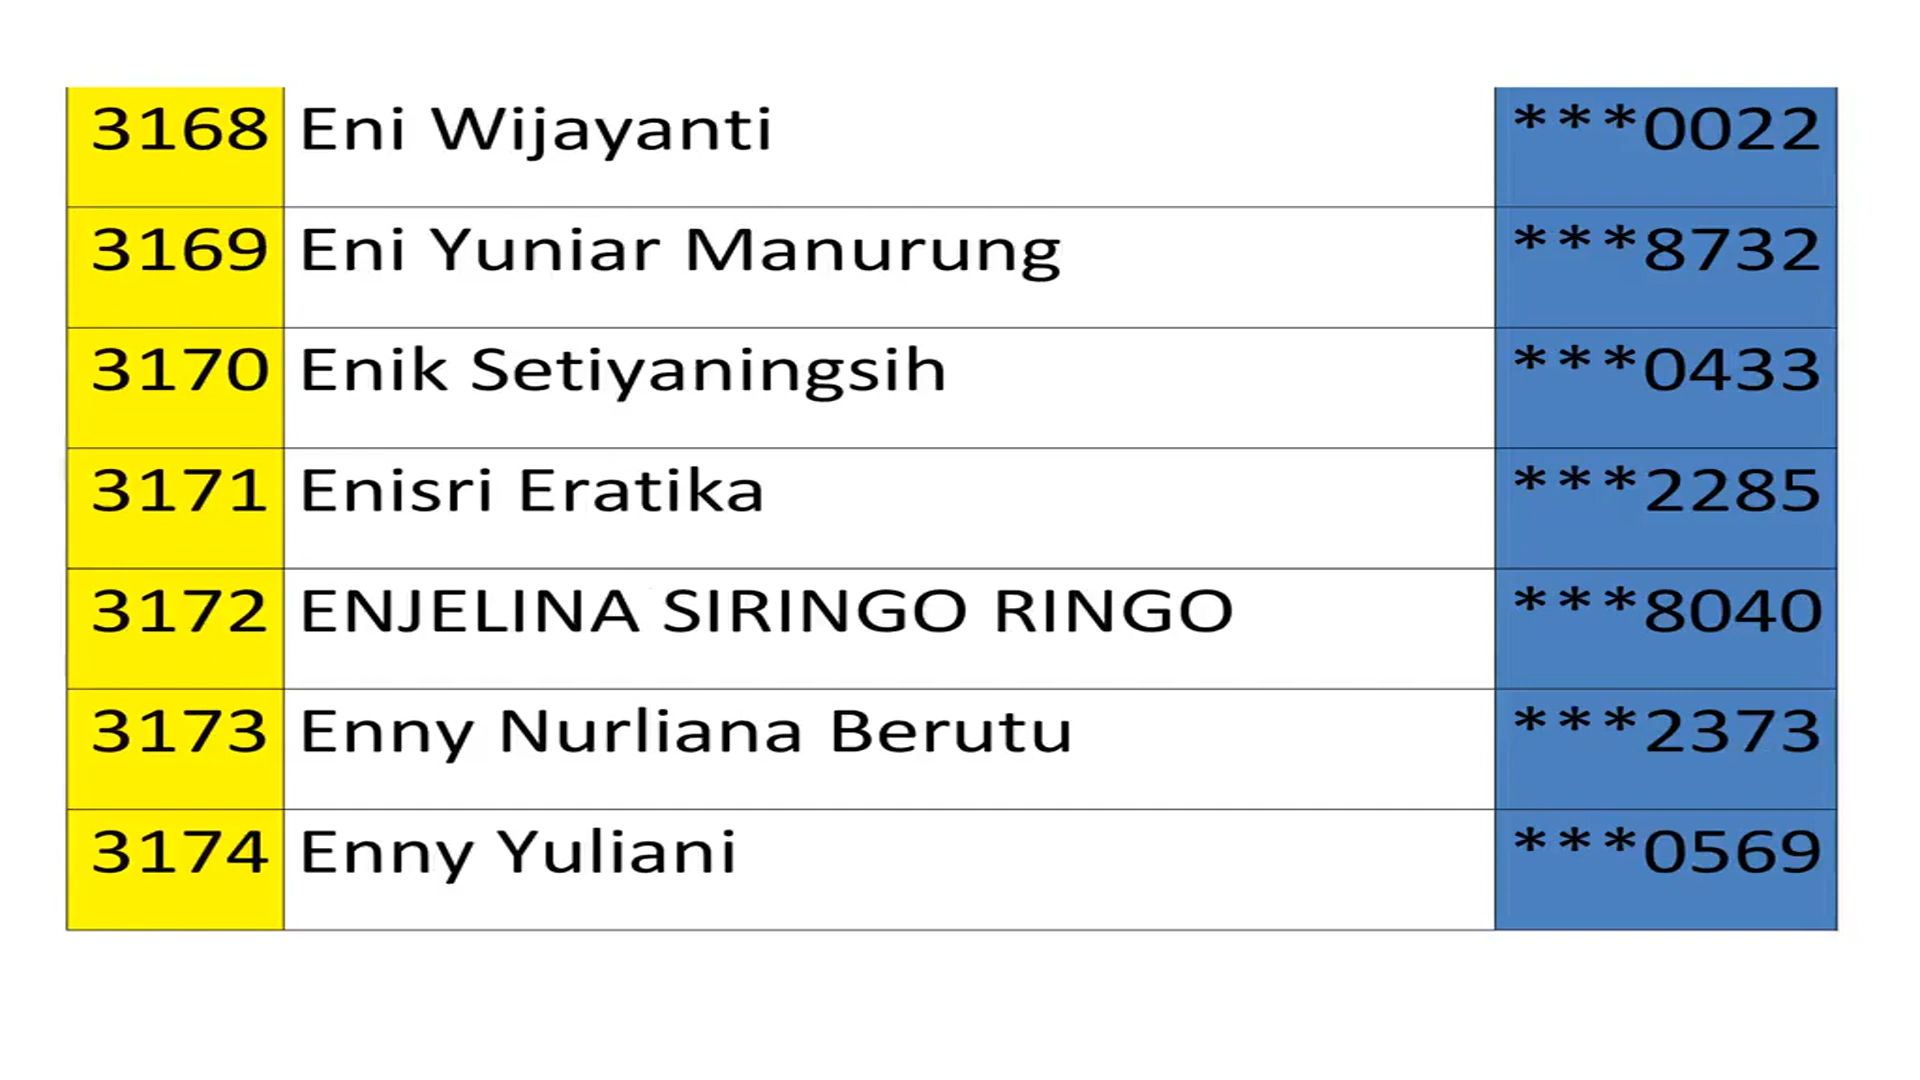 3168 Eni Wijayanti ***0022
3169 Eni Yuniar Manurung ***8732
3170 Enik Setiyaningsih ***0433
3171 Enisri Eratika ***2285
3172 ENJELINA SIRINGO RINGO ***8040
3173 Enny Nurliana Berutu ***2373
3174 Enny Yuliani ***0569